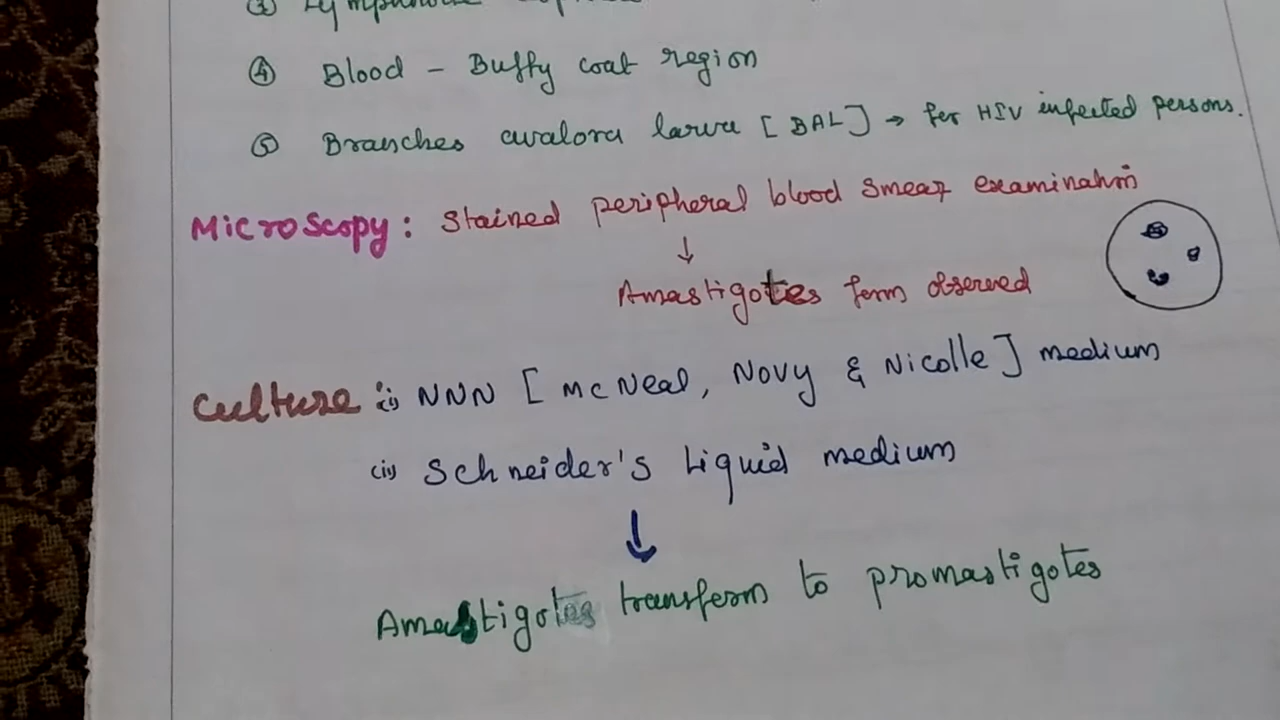 ④ Blood - Buffy coat region
⑤ Branches avalora larva [BAL] → for HIV infected persons.
Microscopy: Stained peripheral blood smear examination
↓
Amastigotes form observed
Culture: (i) NNN [McNeal, Novy & Nicolle] medium
(ii) Schneider's Liquid medium
↓
Amastigotes transform to promastigotes